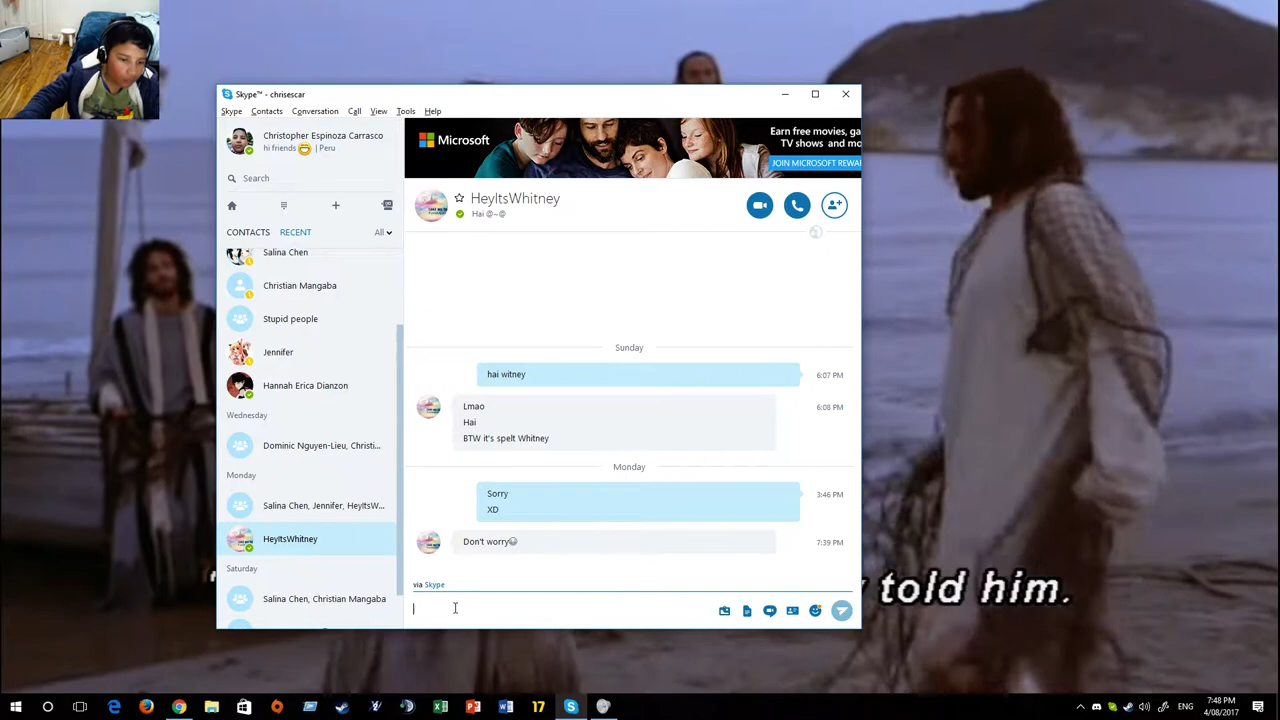 Skype™ - chrisescar
Skype Contacts Conversation Call View Tools Help
Christopher Espinoza Carrasco
hi friends | Peru
Search
CONTACTS RECENT All
Salina Chen
Christian Mangaba
Stupid people
Jennifer
Hannah Erica Dianzon
Wednesday
Dominic Nguyen-Lieu, Christi...
Monday
Salina Chen, Jennifer, HeyItsW...
HeyItsWhitney
Saturday
Salina Chen, Christian Mangaba
Microsoft
Earn free movies, ga
TV shows and mo
JOIN MICROSOFT REWA
HeyItsWhitney
Hai @~@
Sunday
hai witney
6:07 PM
Lmao
6:08 PM
Hai
BTW it's spelt Whitney
Monday
Sorry
3:46 PM
XD
Don't worry
7:39 PM
via Skype
told him.
17
ENG
7:48 PM
4/08/2017